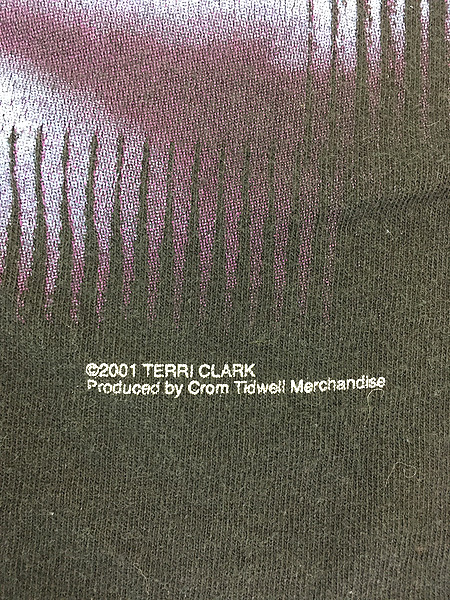 ©2001 TERRI CLARK
Produced by Crom Tidwell Merchandise